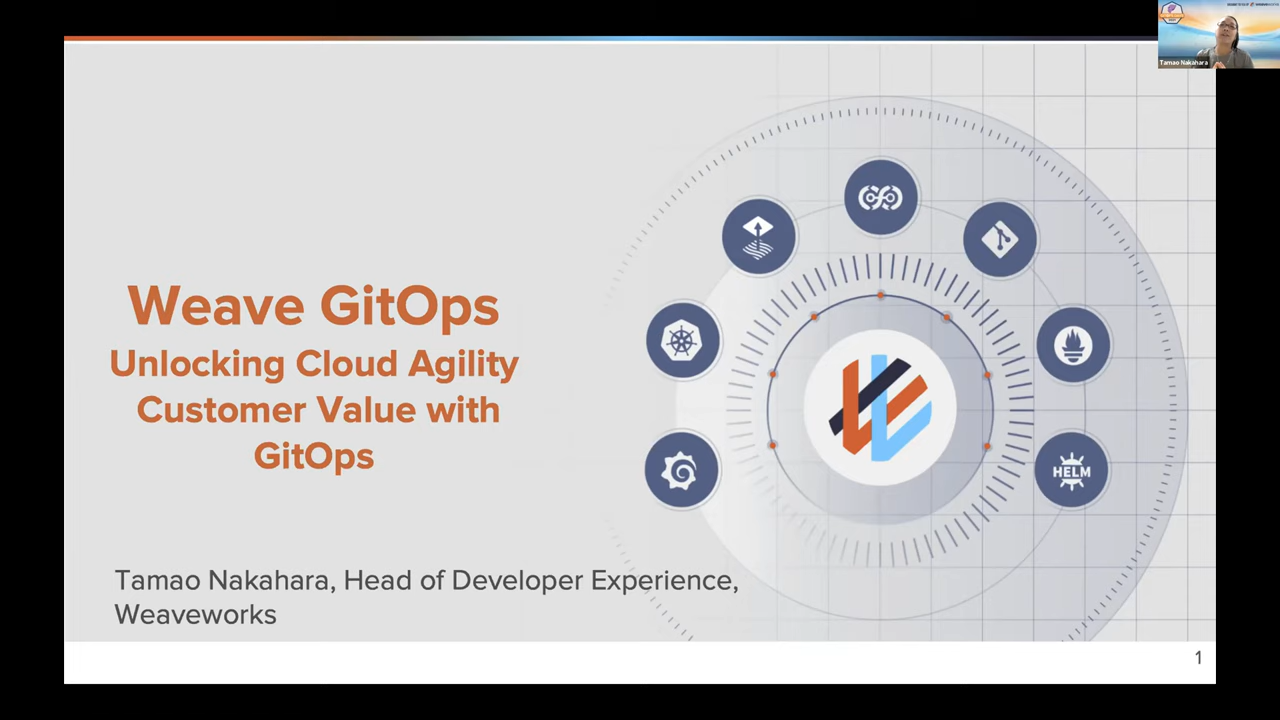 Tamao Nakahara
Weave GitOps
Unlocking Cloud Agility
Customer Value with
GitOps
HELM
Tamao Nakahara, Head of Developer Experience,
Weaveworks
1